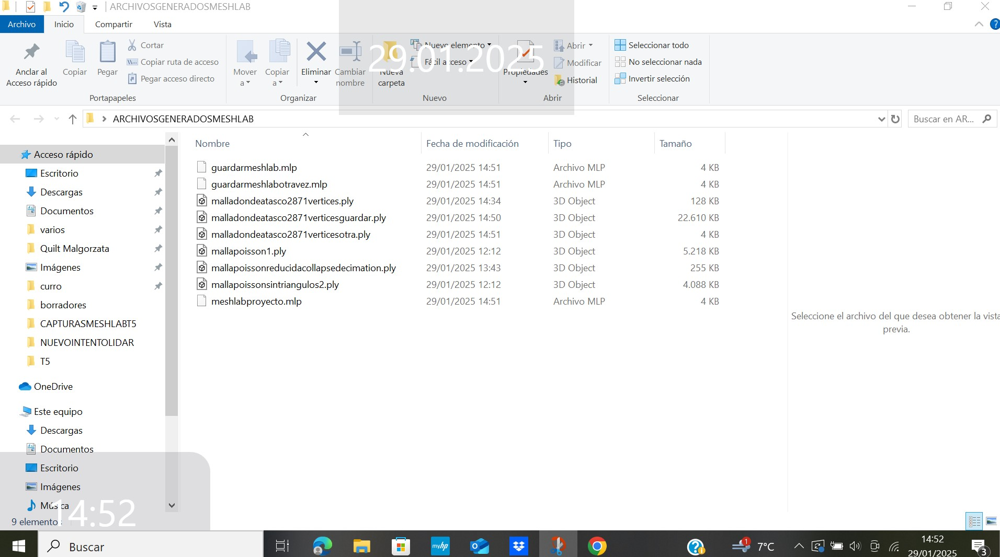 ARCHIVOSGENERADOSMESHLAB
Archivo Inicio Compartir Vista
Anclar al Acceso rápido
Copiar
Pegar
Cortar
Copiar ruta de acceso
Pegar acceso directo
Portapapeles
Mover a
Copiar a
Eliminar
Cambiar nombre
Organizar
Nueva carpeta
Nuevo elemento
Fácil acceso
Nuevo
Propiedades
Abrir
Modificar
Historial
Abrir
Seleccionar todo
No seleccionar nada
Invertir selección
Seleccionar
29.01.2025
ARCHIVOSGENERADOSMESHLAB
Buscar en AR...
Acceso rápido
Escritorio
Descargas
Documentos
varios
Quilt Malgorzata
Imágenes
curro
borradores
CAPTURASMESHLABT5
NUEVOINTENTOLIDAR
T5
OneDrive
Este equipo
Descargas
Documentos
Escritorio
Imágenes
Música
Nombre Fecha de modificación Tipo Tamaño
guardarmeshlab.mlp 29/01/2025 14:51 Archivo MLP 4 KB
guardarmeshlabotravez.mlp 29/01/2025 14:51 Archivo MLP 4 KB
malladondeatasco2871vertices.ply 29/01/2025 14:34 3D Object 128 KB
malladondeatasco2871verticesguardar.ply 29/01/2025 14:50 3D Object 22.610 KB
malladondeatasco2871verticesotra.ply 29/01/2025 14:51 3D Object 4 KB
mallapoisson1.ply 29/01/2025 12:12 3D Object 5.218 KB
mallapoissonreducidacollapsedecimation.ply 29/01/2025 13:43 3D Object 255 KB
mallapoissonsintriangulos2.ply 29/01/2025 12:12 3D Object 4.088 KB
meshlabproyecto.mlp 29/01/2025 14:51 Archivo MLP 4 KB
Seleccione el archivo del que desea obtener la vista
previa.
14:52
9 elementos
Buscar
myhp
1
7°C
14:52
29/01/2025
3